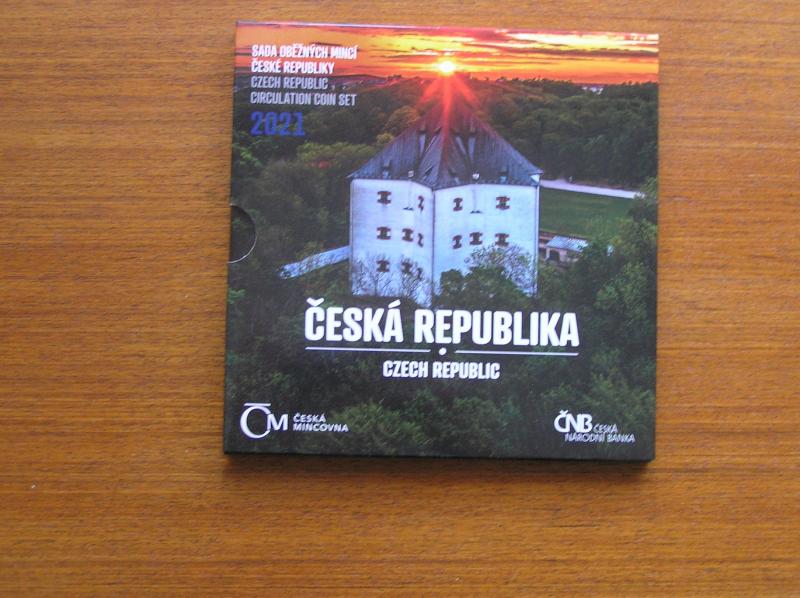 SADA OBĚŽNÝCH MINCÍ
ČESKÉ REPUBLIKY
CZECH REPUBLIC
CIRCULATION COIN SET
2021
ČESKÁ REPUBLIKA
CZECH REPUBLIC
ČM ČESKÁ
MINCOVNA
ČNB ČESKÁ
NÁRODNÍ BANKA